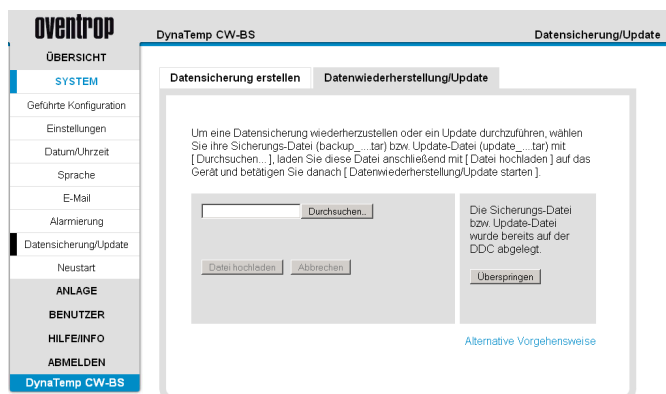 oventrop
DynaTemp CW-BS
Datensicherung/Update
ÜBERSICHT
SYSTEM
Geführte Konfiguration
Einstellungen
Datum/Uhrzeit
Sprache
E-Mail
Alarmierung
Datensicherung/Update
Neustart
ANLAGE
BENUTZER
HILFE/INFO
ABMELDEN
DynaTemp CW-BS
Datensicherung erstellen
Datenwiederherstellung/Update
Um eine Datensicherung wiederherzustellen oder ein Update durchzuführen, wählen
Sie ihre Sicherungs-Datei (backup_....tar) bzw. Update-Datei (update_....tar) mit
[ Durchsuchen... ], laden Sie diese Datei anschließend mit [ Datei hochladen ] auf das
Gerät und betätigen Sie danach [ Datenwiederherstellung/Update starten ].
Durchsuchen..
Datei hochladen
Abbrechen
Die Sicherungs-Datei
bzw. Update-Datei
wurde bereits auf der
DDC abgelegt.
Überspringen
Alternative Vorgehensweise